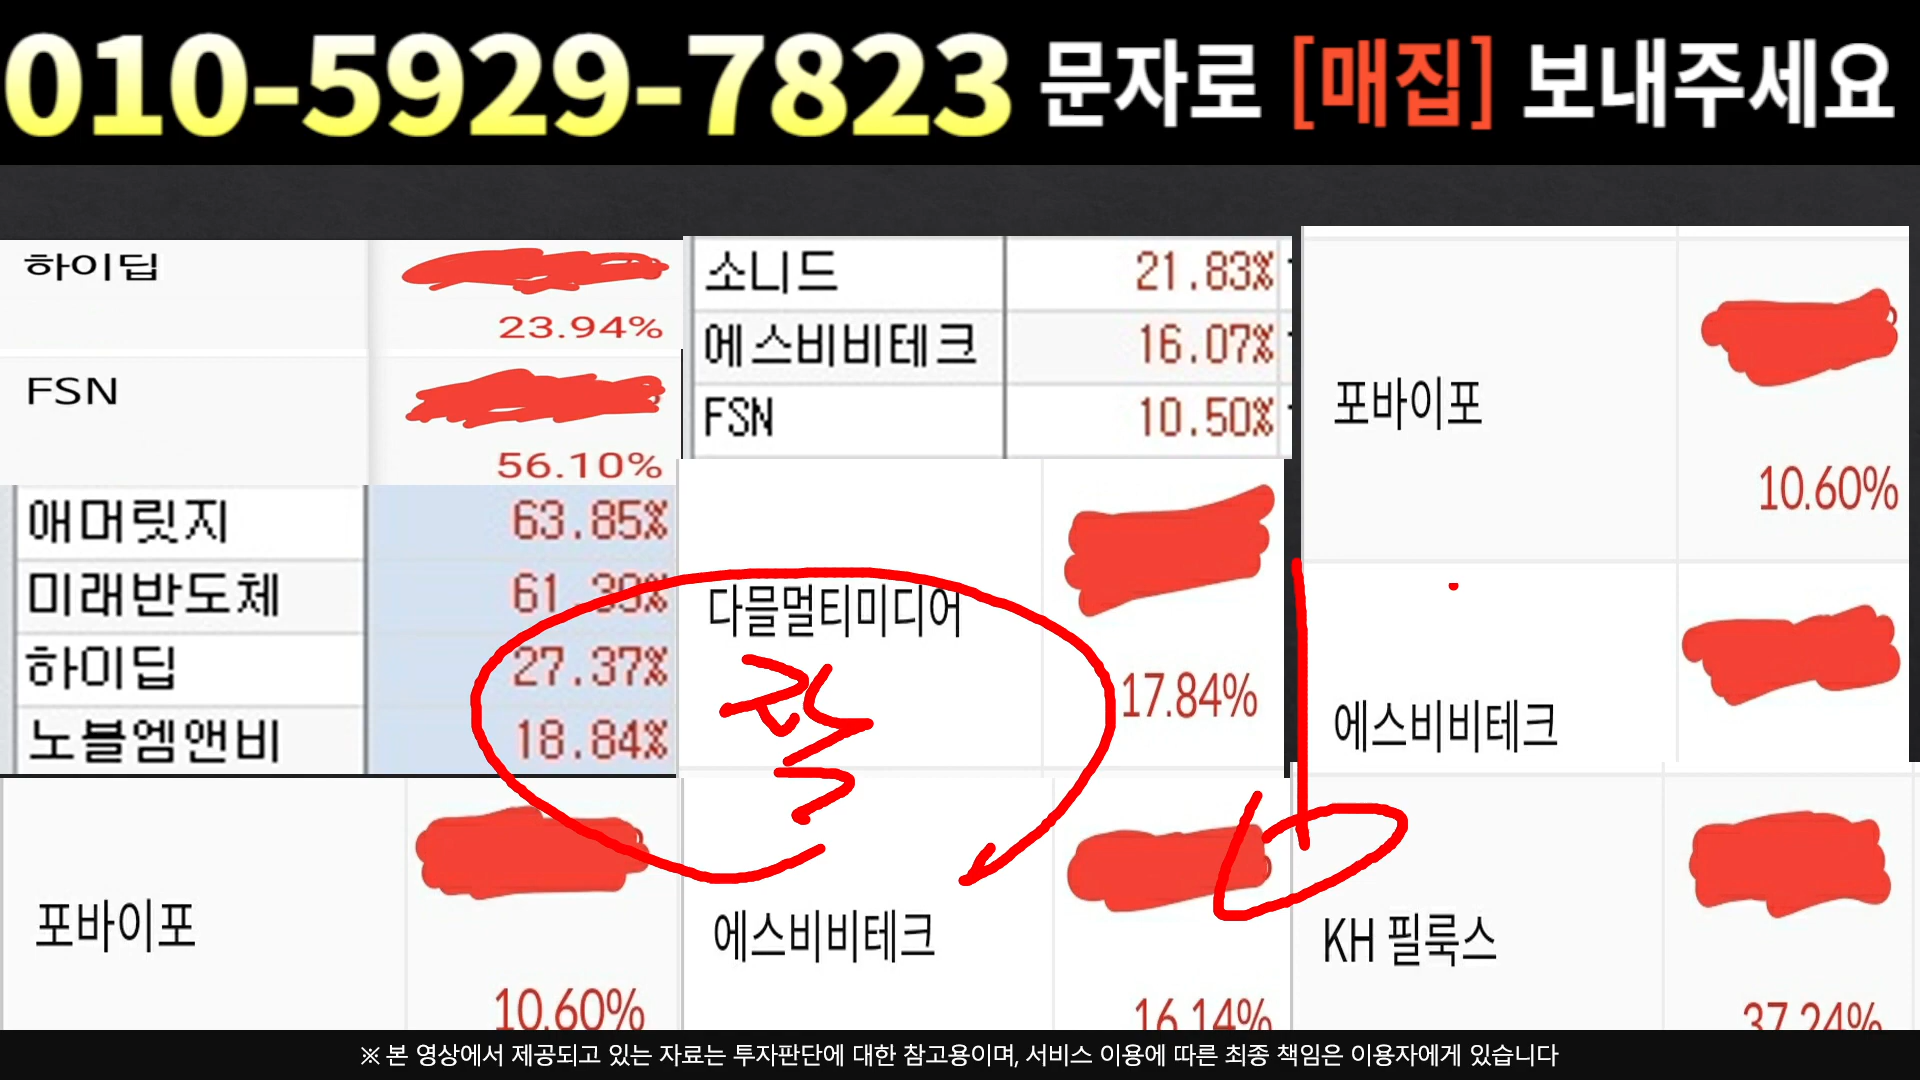 010-5929-7823 문자로 [매집] 보내주세요
하이딥
23.94%
FSN
56.10%
애머릿지 63.85%
미래반도체 61.39%
하이딥 27.37%
노블엠앤비 18.84%
소니드 21.83%
에스비비테크 16.07%
FSN 10.50%
다믈멀티미디어
17.84%
포바이포
10.60%
에스비비테크
포바이포
10.60%
에스비비테크
16.14%
KH 필룩스
37.24%
※ 본 영상에서 제공되고 있는 자료는 투자판단에 대한 참고용이며, 서비스 이용에 따른 최종 책임은 이용자에게 있습니다